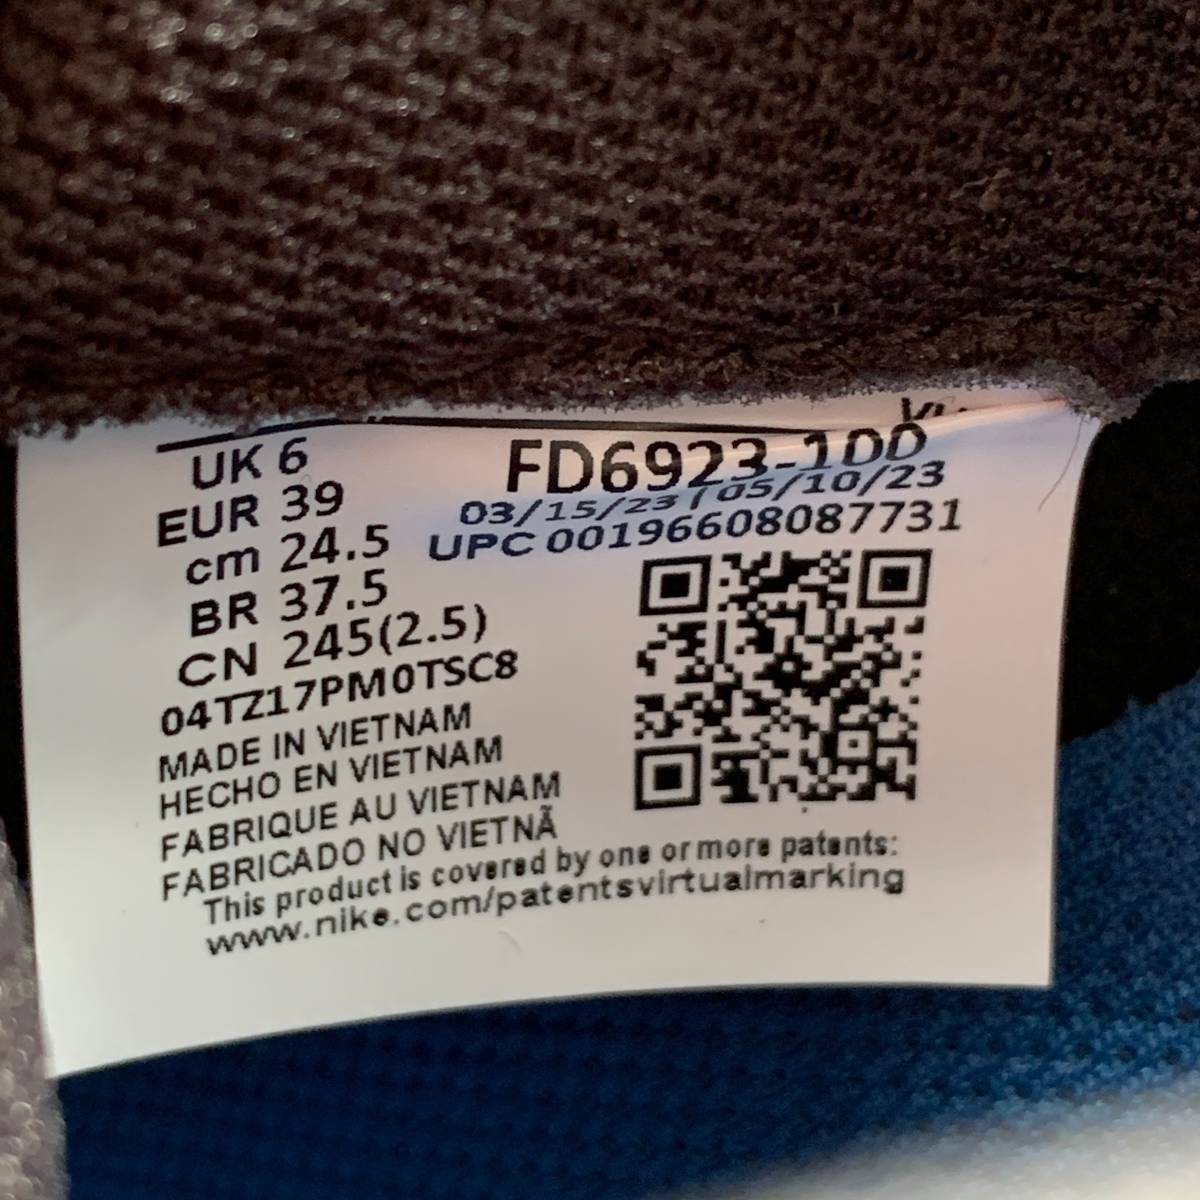 UK 6
EUR 39
cm 24.5
BR 37.5
CN 245(2.5)
04TZ17PM0TSC8
MADE IN VIETNAM
HECHO EN VIETNAM
FABRIQUE AU VIETNAM
FABRICADO NO VIETNÃ
FD6923-100
03/15/23 / 05/10/23
UPC 00196608087731
This product is covered by one or more patents:
www.nike.com/patentsvirtualmarking